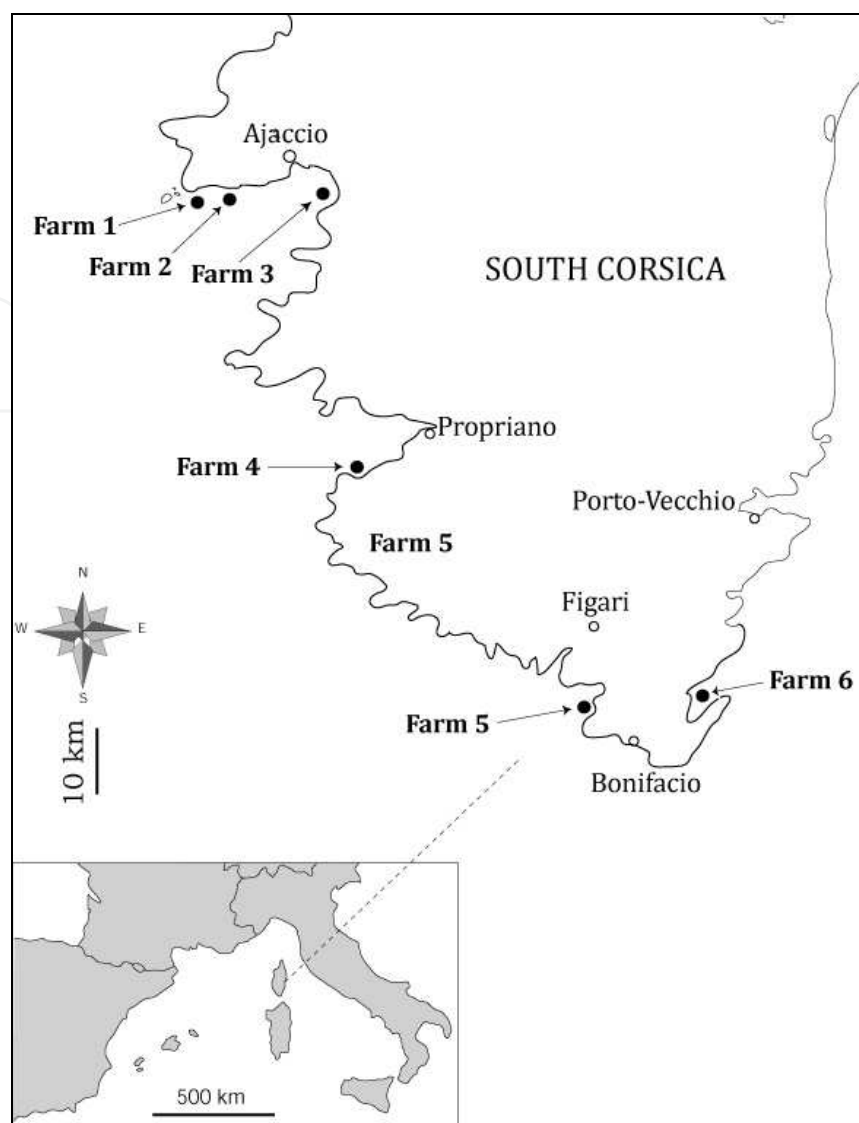 Ajaccio
Farm 1
Farm 2
Farm 3
SOUTH CORSICA
Propriano
Farm 4
Porto-Vecchio
Farm 5
N
W
E
S
Figari
Farm 6
Farm 5
10 km
Bonifacio
500 km